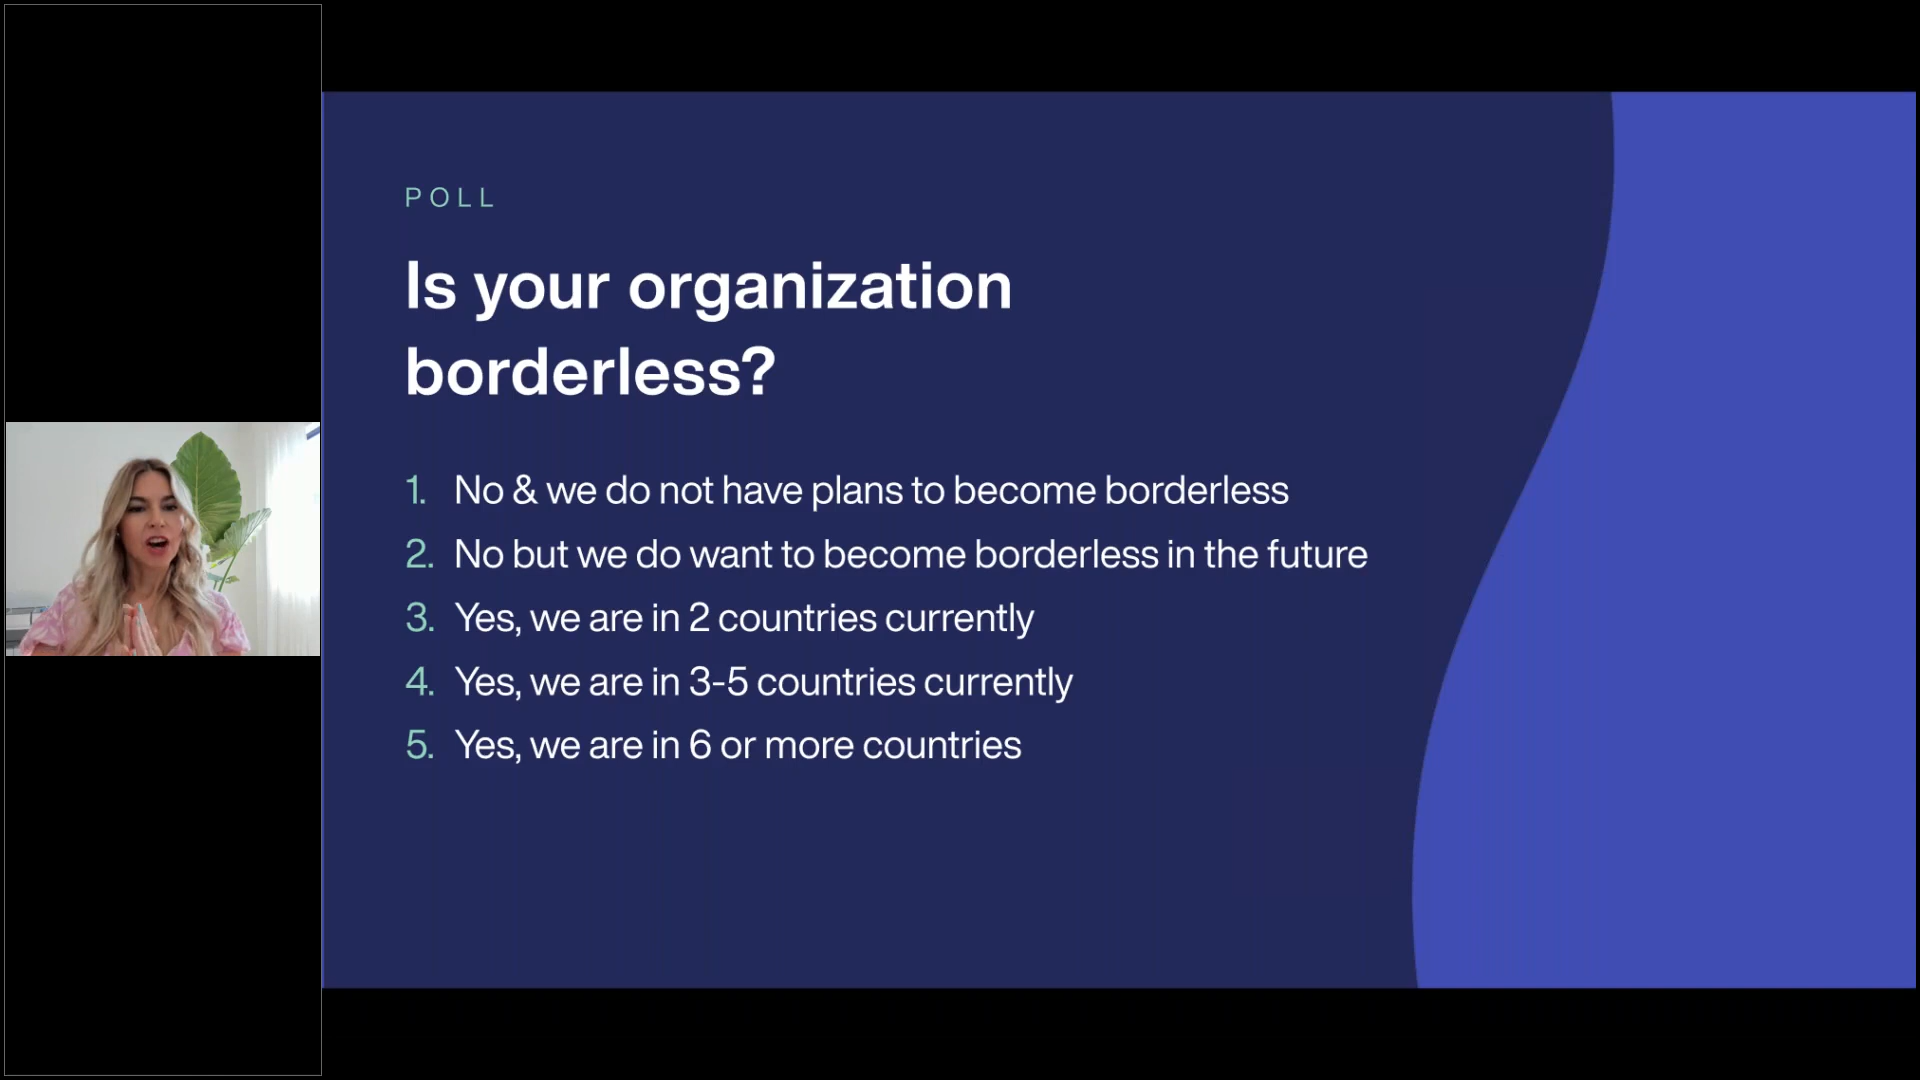 POLL
Is your organization
borderless?
1. No & we do not have plans to become borderless
2. No but we do want to become borderless in the future
3. Yes, we are in 2 countries currently
4. Yes, we are in 3-5 countries currently
5. Yes, we are in 6 or more countries